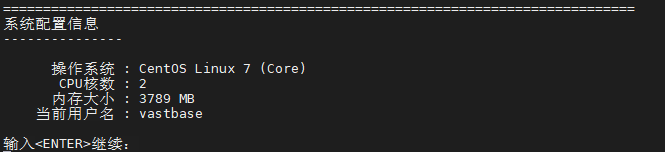 ================================================================================
系统配置信息
---------------
操作系统 : CentOS Linux 7 (Core)
CPU核数 : 2
内存大小 : 3789 MB
当前用户名 : vastbase
输入<ENTER>继续: